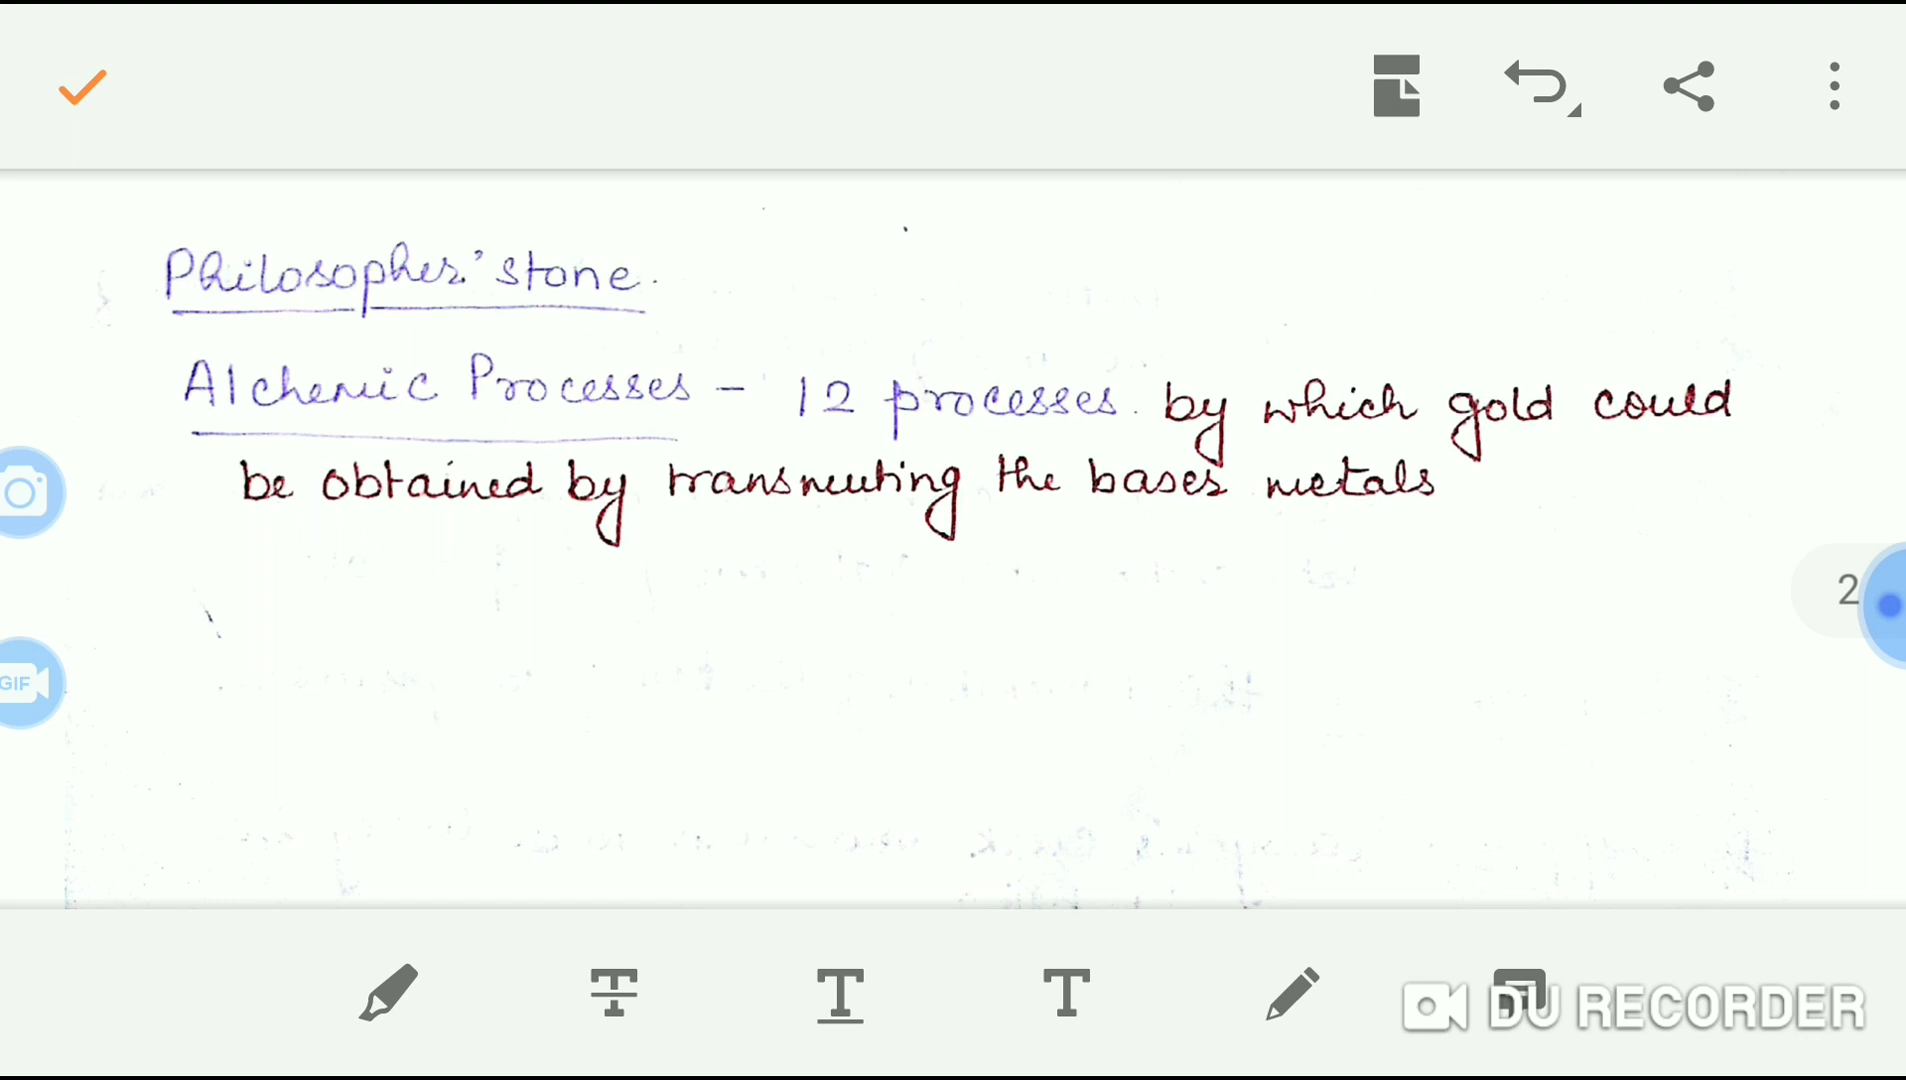 Philosopher' stone.
Alchemic Processes - 12 processes. by which gold could
be obtained by transmuting the bases metals
2
GIF
DU RECORDER